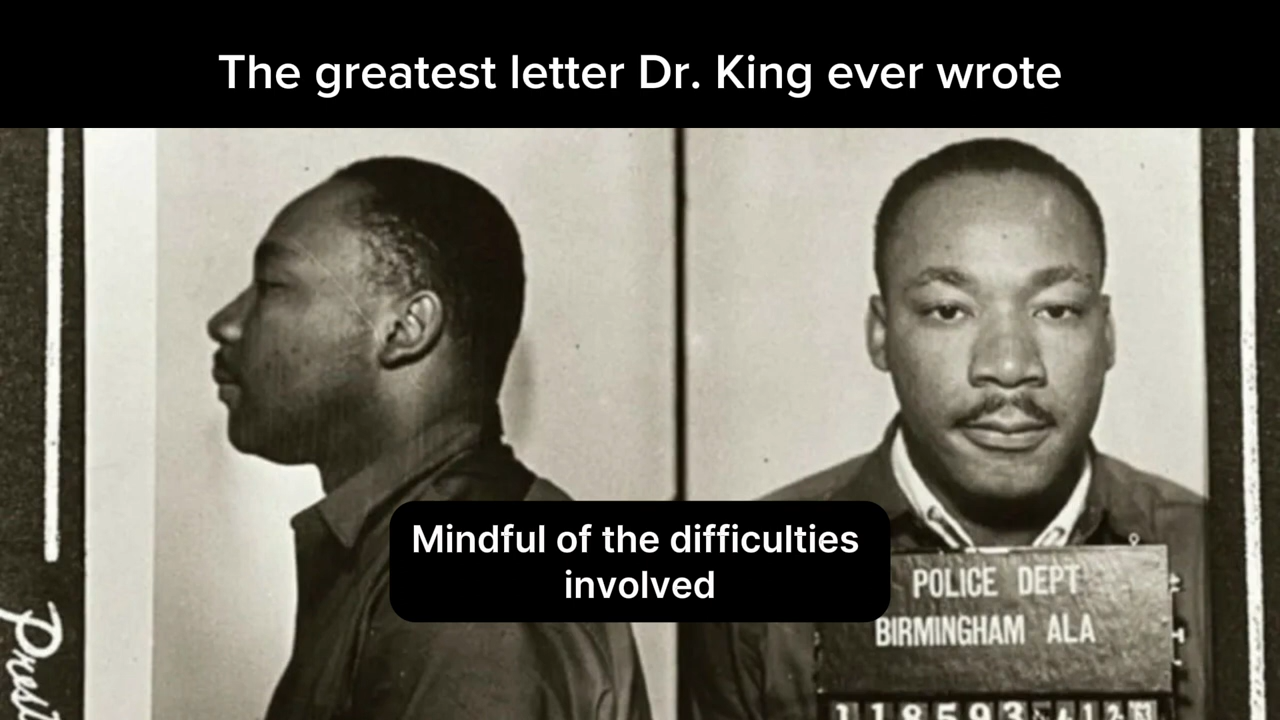 The greatest letter Dr. King ever wrote
Mindful of the difficulties
involved
POLICE DEPT
BIRMINGHAM ALA